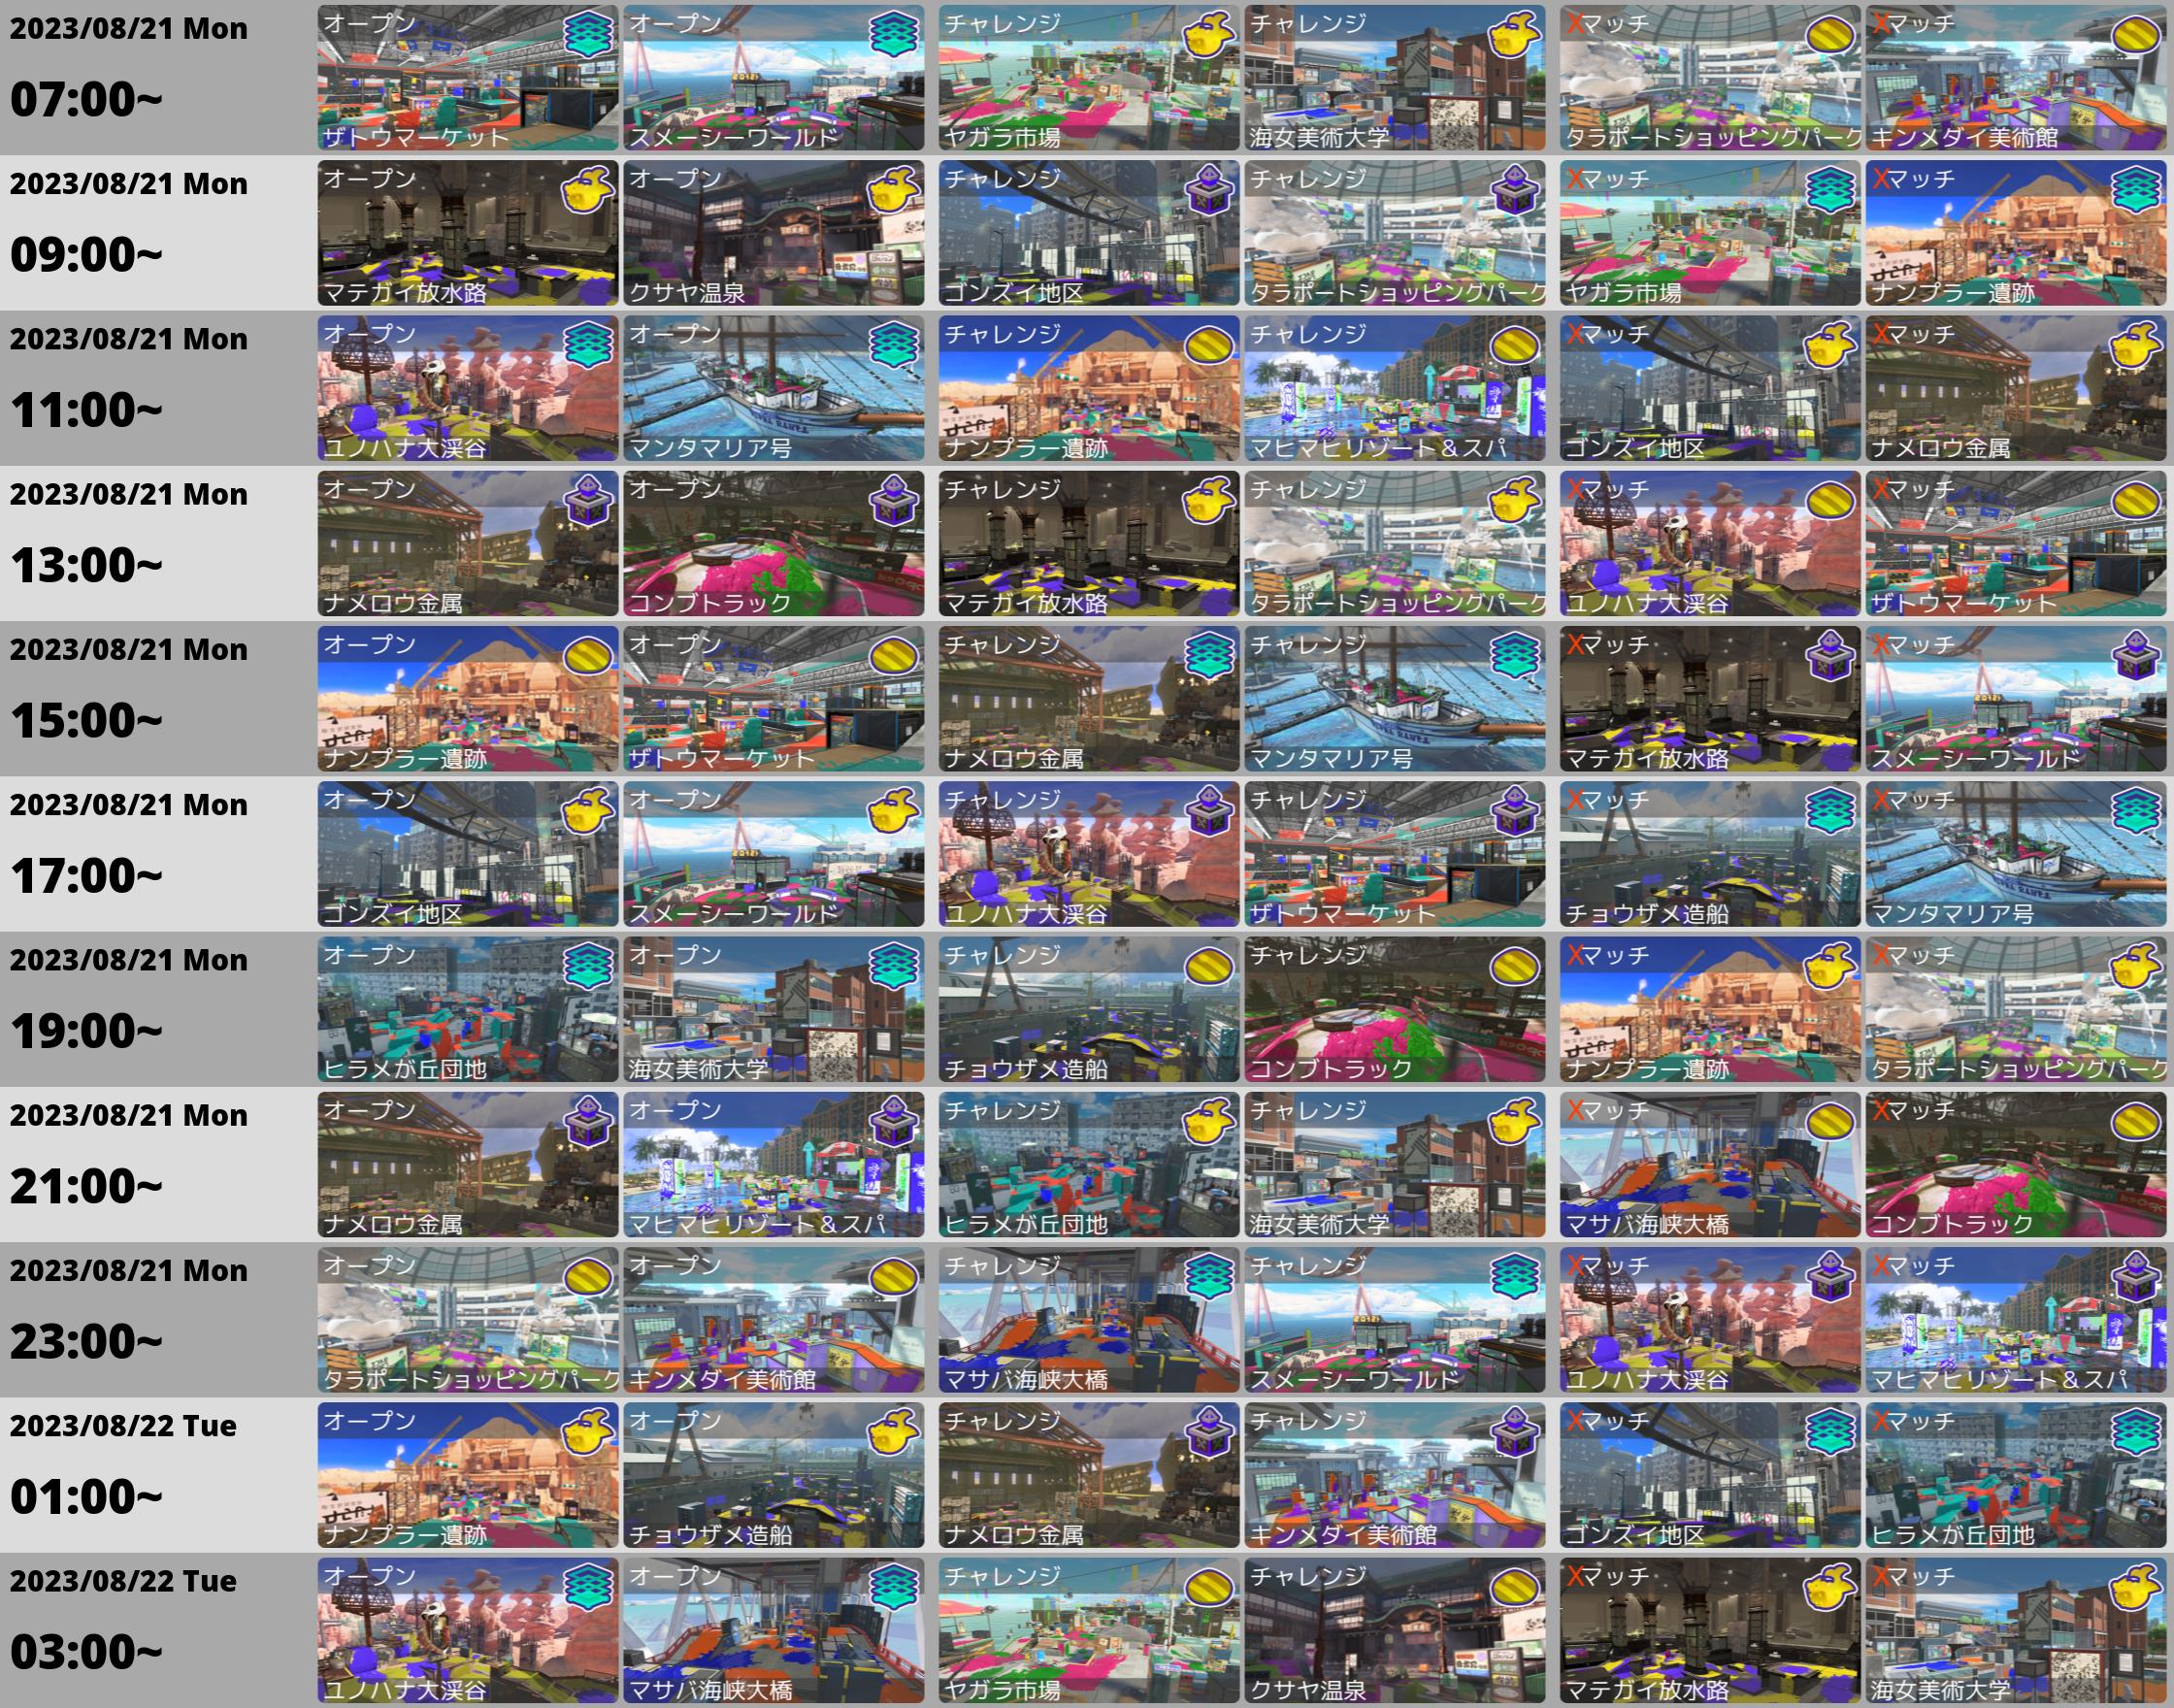 2023/08/21 Mon
07:00~
オープン
ザトウマーケット
オープン
スメーシーワールド
チャレンジ
ヤガラ市場
チャレンジ
海女美術大学
Xマッチ
タラポートショッピングパーク
Xマッチ
キンメダイ美術館
2023/08/21 Mon
09:00~
オープン
マテガイ放水路
オープン
クサヤ温泉
チャレンジ
ゴンズイ地区
チャレンジ
タラポートショッピングパーク
Xマッチ
ヤガラ市場
Xマッチ
ナンプラー遺跡
2023/08/21 Mon
11:00~
オープン
ユノハナ大渓谷
オープン
マンタマリア号
チャレンジ
ナンプラー遺跡
チャレンジ
マヒマヒリゾート＆スパ
Xマッチ
ゴンズイ地区
Xマッチ
ナメロウ金属
2023/08/21 Mon
13:00~
オープン
ナメロウ金属
オープン
コンブトラック
チャレンジ
マテガイ放水路
チャレンジ
タラポートショッピングパーク
Xマッチ
ユノハナ大渓谷
Xマッチ
ザトウマーケット
2023/08/21 Mon
15:00~
オープン
ナンプラー遺跡
オープン
ザトウマーケット
チャレンジ
ナメロウ金属
チャレンジ
マンタマリア号
Xマッチ
マテガイ放水路
Xマッチ
スメーシーワールド
2023/08/21 Mon
17:00~
オープン
ゴンズイ地区
オープン
スメーシーワールド
チャレンジ
ユノハナ大渓谷
チャレンジ
ザトウマーケット
Xマッチ
チョウザメ造船
Xマッチ
マンタマリア号
2023/08/21 Mon
19:00~
オープン
ヒラメが丘団地
オープン
海女美術大学
チャレンジ
チョウザメ造船
チャレンジ
コンブトラック
Xマッチ
ナンプラー遺跡
Xマッチ
タラポートショッピングパーク
2023/08/21 Mon
21:00~
オープン
ナメロウ金属
オープン
マヒマヒリゾート＆スパ
チャレンジ
ヒラメが丘団地
チャレンジ
海女美術大学
Xマッチ
マサバ海峡大橋
Xマッチ
コンブトラック
2023/08/21 Mon
23:00~
オープン
タラポートショッピングパーク
オープン
キンメダイ美術館
チャレンジ
マサバ海峡大橋
チャレンジ
スメーシーワールド
Xマッチ
ユノハナ大渓谷
Xマッチ
マヒマヒリゾート＆スパ
2023/08/22 Tue
01:00~
オープン
ナンプラー遺跡
オープン
チョウザメ造船
チャレンジ
ナメロウ金属
チャレンジ
キンメダイ美術館
Xマッチ
ゴンズイ地区
Xマッチ
ヒラメが丘団地
2023/08/22 Tue
03:00~
オープン
ユノハナ大渓谷
オープン
マサバ海峡大橋
チャレンジ
ヤガラ市場
チャレンジ
クサヤ温泉
Xマッチ
マテガイ放水路
Xマッチ
海女美術大学